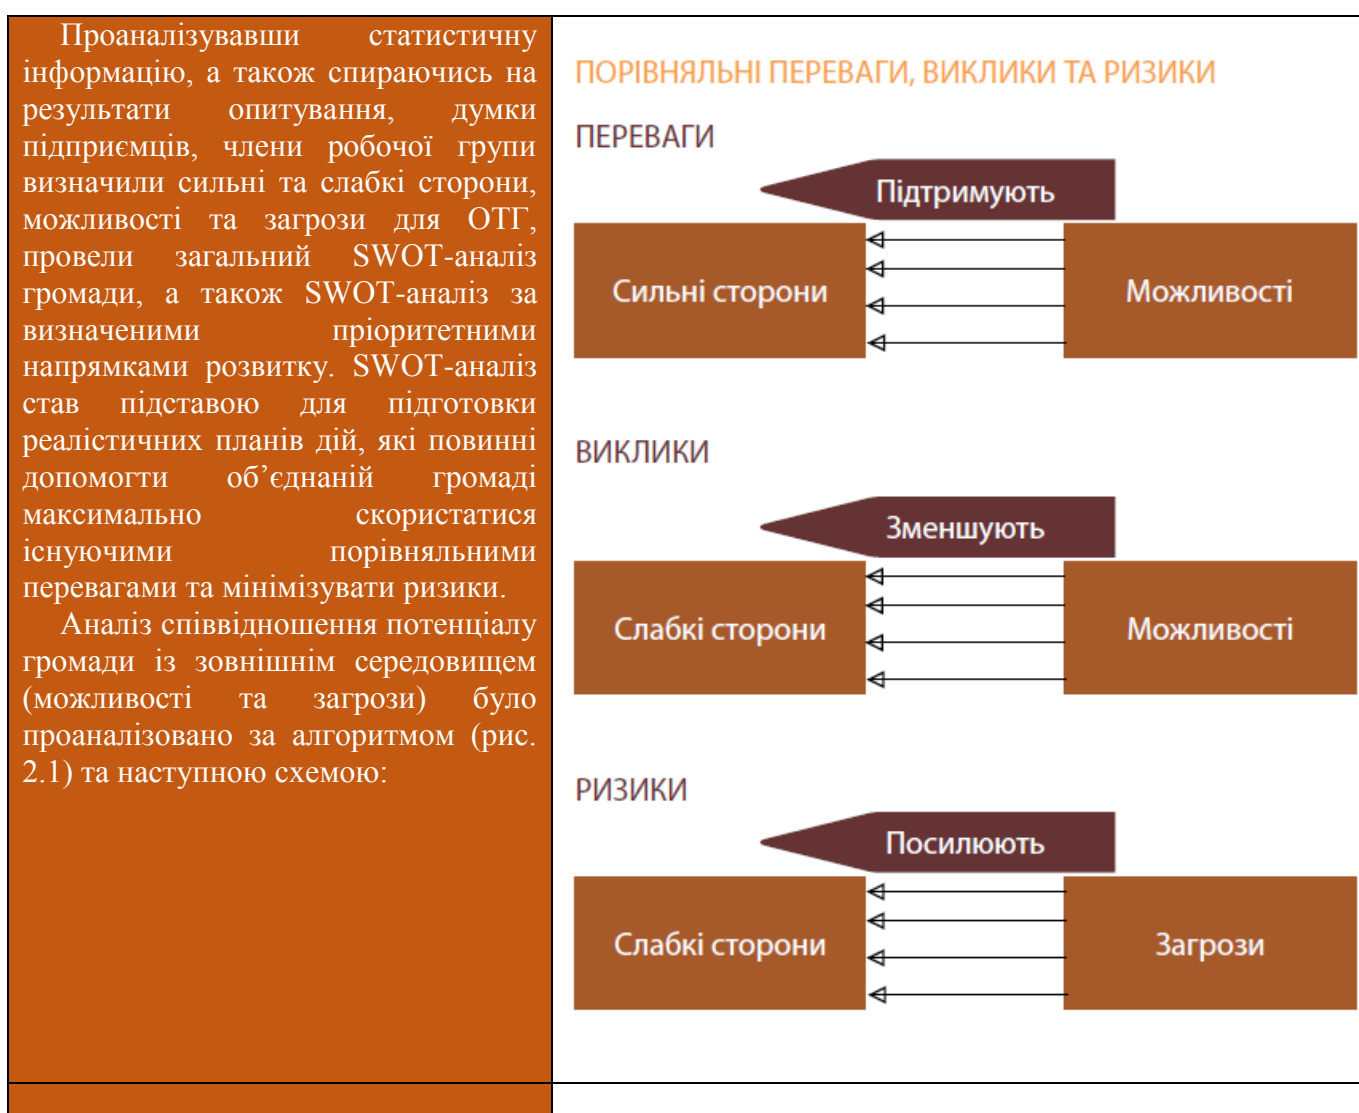 Проаналізувавши статистичну
інформацію, а також спираючись на
результати опитування, думки
підприємців, члени робочої групи
визначили сильні та слабкі сторони,
можливості та загрози для ОТГ,
провели загальний SWOT-аналіз
громади, а також SWOT-аналіз за
визначеними пріоритетними
напрямками розвитку. SWOT-аналіз
став підставою для підготовки
реалістичних планів дій, які повинні
допомогти об’єднаній громаді
максимально скористатися
існуючими порівняльними
перевагами та мінімізувати ризики.
Аналіз співвідношення потенціалу
громади із зовнішнім середовищем
(можливості та загрози) було
проаналізовано за алгоритмом (рис.
2.1) та наступною схемою:
ПОРІВНЯЛЬНІ ПЕРЕВАГИ, ВИКЛИКИ ТА РИЗИКИ
ПЕРЕВАГИ
Підтримують
Сильні сторони
Можливості
ВИКЛИКИ
Зменшують
Слабкі сторони
Можливості
РИЗИКИ
Посилюють
Слабкі сторони
Загрози